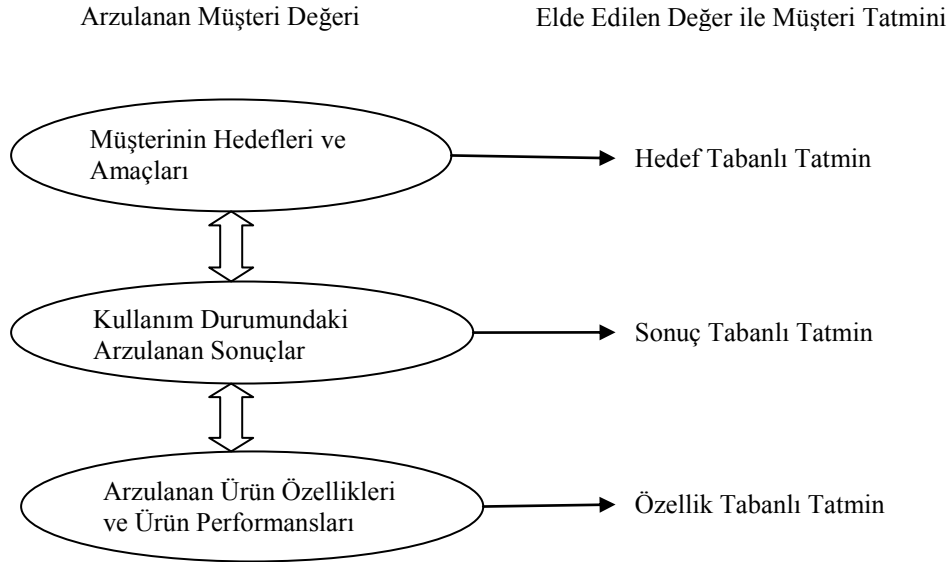 Arzulanan Müşteri Değeri
Elde Edilen Değer ile Müşteri Tatmini
Müşterinin Hedefleri ve
Amaçları
Hedef Tabanlı Tatmin
Kullanım Durumundaki
Arzulanan Sonuçlar
Sonuç Tabanlı Tatmin
Arzulanan Ürün Özellikleri
ve Ürün Performansları
Özellik Tabanlı Tatmin